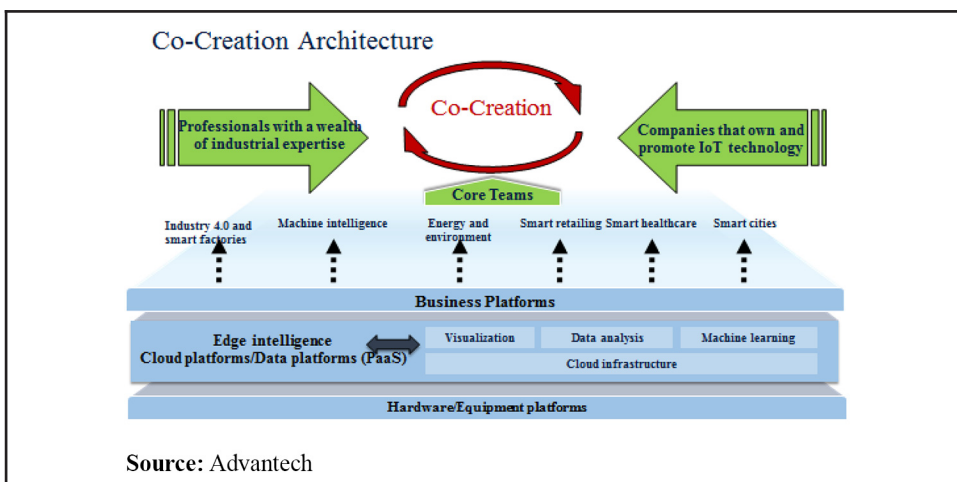 Co-Creation Architecture
Co-Creation
Professionals with a wealth
of industrial expertise
Companies that own and
promote IoT technology
Core Teams
Industry 4.0 and
smart factories
Machine intelligence
Energy and
environment
Smart retailing
Smart healthcare
Smart cities
Business Platforms
Edge intelligence
Cloud platforms/Data platforms (PaaS)
Visualization
Data analysis
Machine learning
Cloud infrastructure
Hardware/Equipment platforms
Source: Advantech